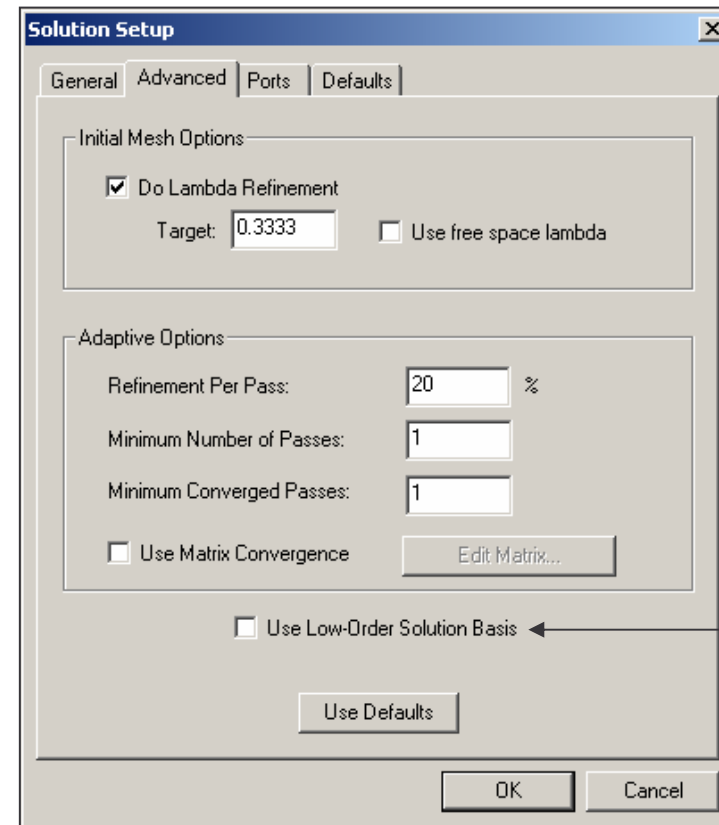 Solution Setup
General Advanced Ports Defaults
Initial Mesh Options
Do Lambda Refinement
Target: 0.3333 Use free space lambda
Adaptive Options
Refinement Per Pass: 20 %
Minimum Number of Passes: 1
Minimum Converged Passes: 1
Use Matrix Convergence Edit Matrix...
Use Low-Order Solution Basis
Use Defaults
OK Cancel